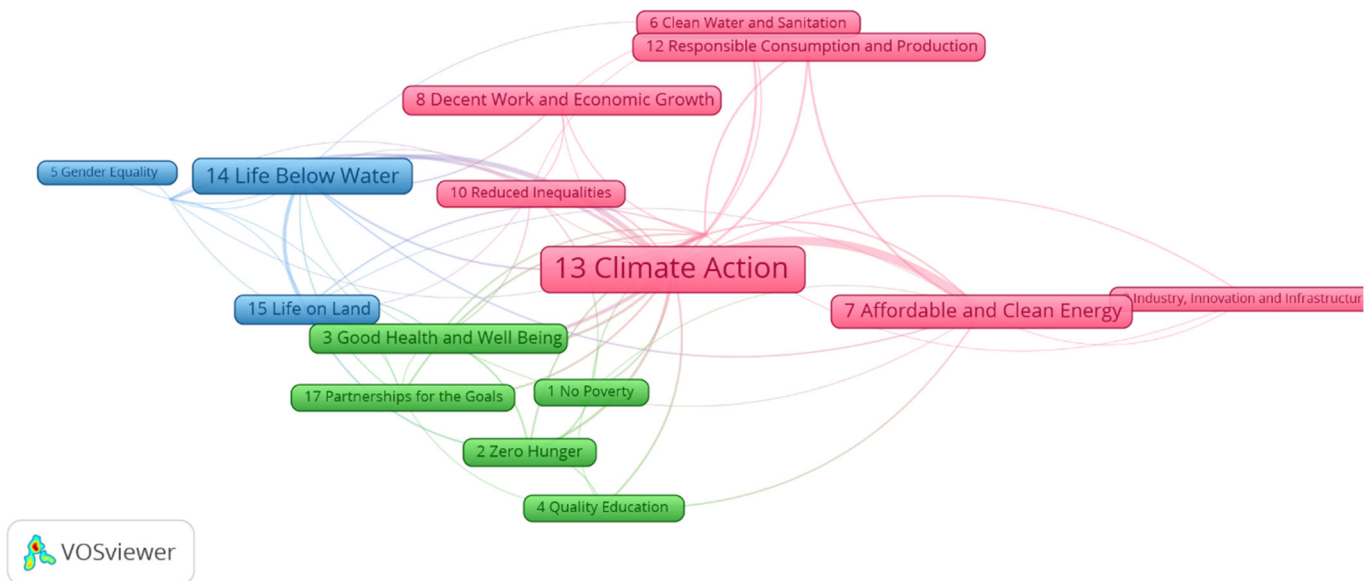 6 Clean Water and Sanitation
12 Responsible Consumption and Production
8 Decent Work and Economic Growth
5 Gender Equality
14 Life Below Water
10 Reduced Inequalities
13 Climate Action
15 Life on Land
7 Affordable and Clean Energy
Industry, Innovation and Infrastructur
3 Good Health and Well Being
17 Partnerships for the Goals
1 No Poverty
2 Zero Hunger
4 Quality Education
VOSviewer